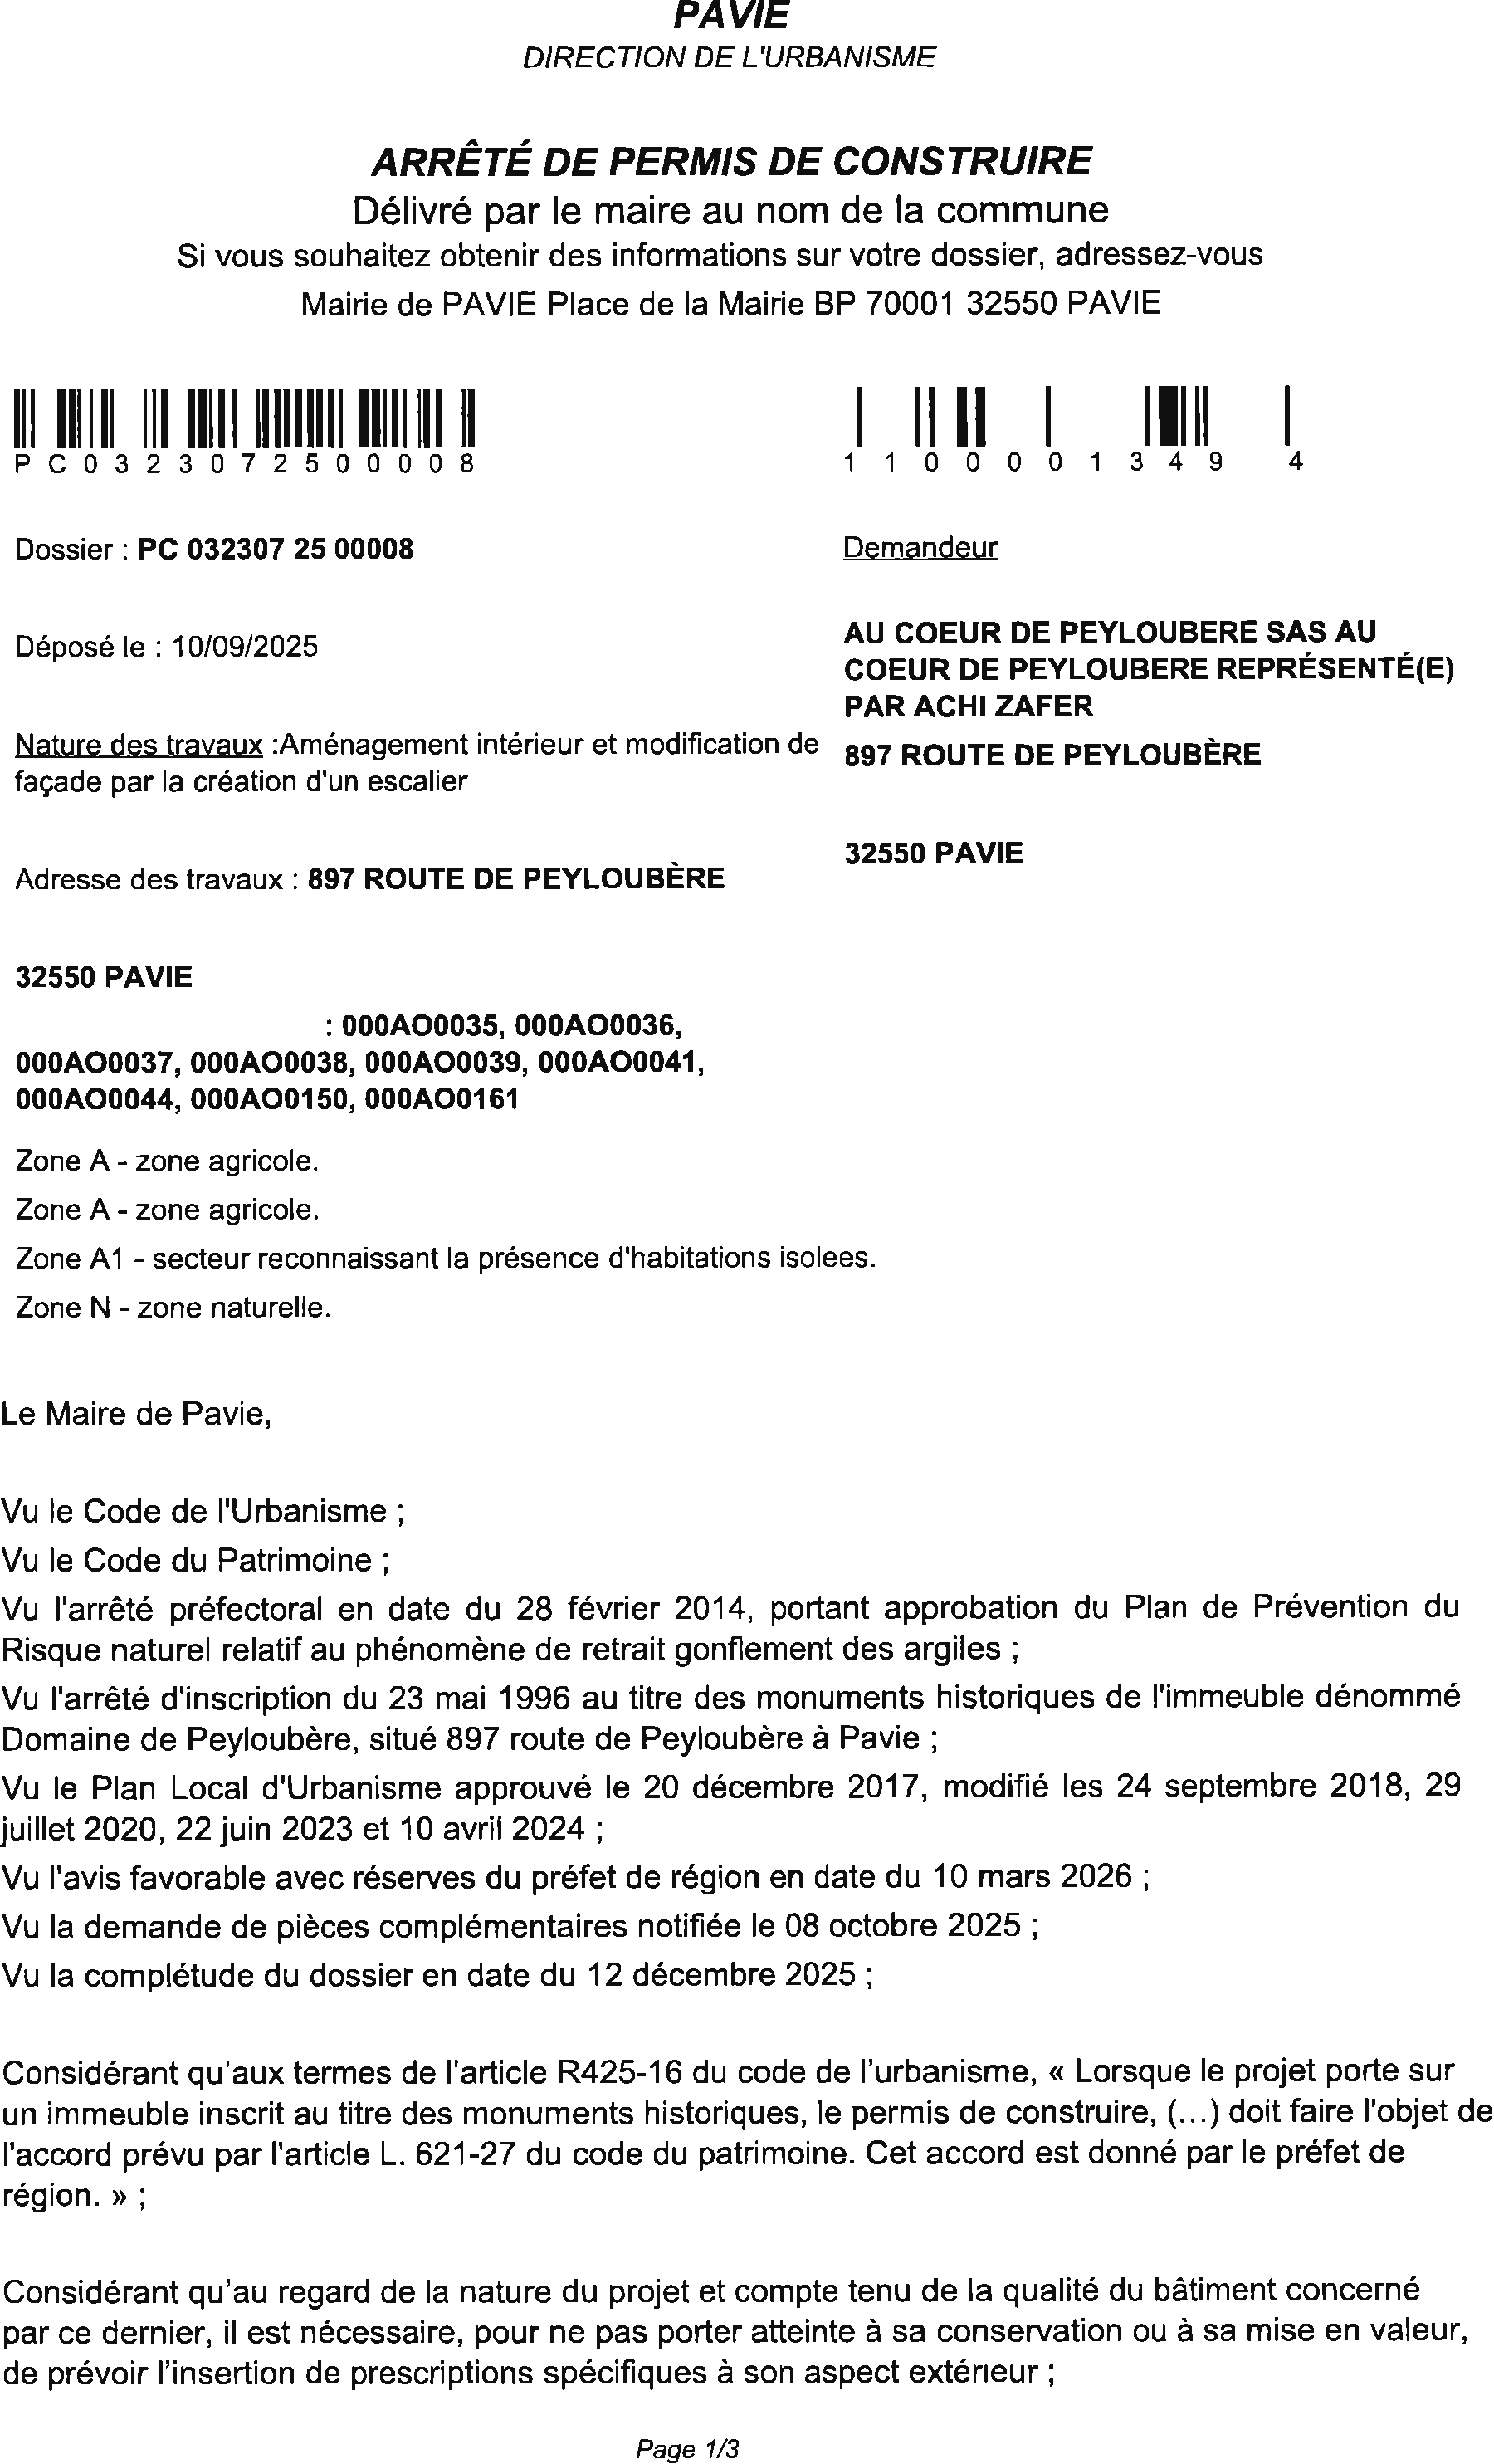 PAVIE
DIRECTION DE L'URBANISME
ARRÊTÉ DE PERMIS DE CONSTRUIRE
Délivré par le maire au nom de la commune
Si vous souhaitez obtenir des informations sur votre dossier, adressez-vous
Mairie de PAVIE Place de la Mairie BP 70001 32550 PAVIE
P C 0 3 2 3 0 7 2 5 0 0 0 0 8
1 1 0 0 0 0 1 3 4 9 4
Dossier : PC 032307 25 00008
Déposé le : 10/09/2025
Nature des travaux :Aménagement intérieur et modification de
façade par la création d'un escalier
Adresse des travaux : 897 ROUTE DE PEYLOUBÈRE
32550 PAVIE
: 000AO0035, 000AO0036,
000AO0037, 000AO0038, 000AO0039, 000AO0041,
000AO0044, 000AO0150, 000AO0161
Zone A - zone agricole.
Zone A - zone agricole.
Zone A1 - secteur reconnaissant la présence d'habitations isolees.
Zone N - zone naturelle.
Demandeur
AU COEUR DE PEYLOUBERE SAS AU
COEUR DE PEYLOUBERE REPRÉSENTÉ(E)
PAR ACHI ZAFER
897 ROUTE DE PEYLOUBÈRE
32550 PAVIE
Le Maire de Pavie,
Vu le Code de l'Urbanisme ;
Vu le Code du Patrimoine ;
Vu l'arrêté préfectoral en date du 28 février 2014, portant approbation du Plan de Prévention du
Risque naturel relatif au phénomène de retrait gonflement des argiles ;
Vu l'arrêté d'inscription du 23 mai 1996 au titre des monuments historiques de l'immeuble dénommé
Domaine de Peyloubère, situé 897 route de Peyloubère à Pavie ;
Vu le Plan Local d'Urbanisme approuvé le 20 décembre 2017, modifié les 24 septembre 2018, 29
juillet 2020, 22 juin 2023 et 10 avril 2024 ;
Vu l'avis favorable avec réserves du préfet de région en date du 10 mars 2026 ;
Vu la demande de pièces complémentaires notifiée le 08 octobre 2025 ;
Vu la complétude du dossier en date du 12 décembre 2025 ;
Considérant qu'aux termes de l'article R425-16 du code de l'urbanisme, « Lorsque le projet porte sur
un immeuble inscrit au titre des monuments historiques, le permis de construire, (...) doit faire l'objet de
l'accord prévu par l'article L. 621-27 du code du patrimoine. Cet accord est donné par le préfet de
région. » ;
Considérant qu'au regard de la nature du projet et compte tenu de la qualité du bâtiment concerné
par ce dernier, il est nécessaire, pour ne pas porter atteinte à sa conservation ou à sa mise en valeur,
de prévoir l'insertion de prescriptions spécifiques à son aspect extérieur ;
Page 1/3